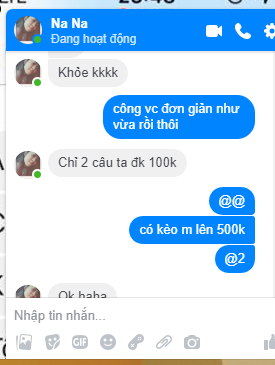 Na Na
Đang hoạt động
Khỏe kkkk
công vc đơn giản như
vừa rồi thôi
Chỉ 2 câu ta đk 100k
@@
có kèo m lên 500k
@2
Ok haha
Nhập tin nhắn...
GIF